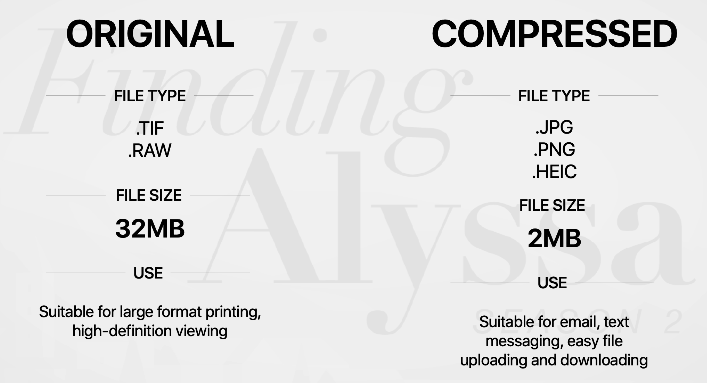 ORIGINAL
FILE TYPE
.TIF
.RAW
FILE SIZE
32MB
USE
Suitable for large format printing,
high-definition viewing
COMPRESSED
FILE TYPE
.JPG
.PNG
.HEIC
FILE SIZE
2MB
USE
Suitable for email, text
messaging, easy file
uploading and downloading
Finding
Alyssa
SEASON 2